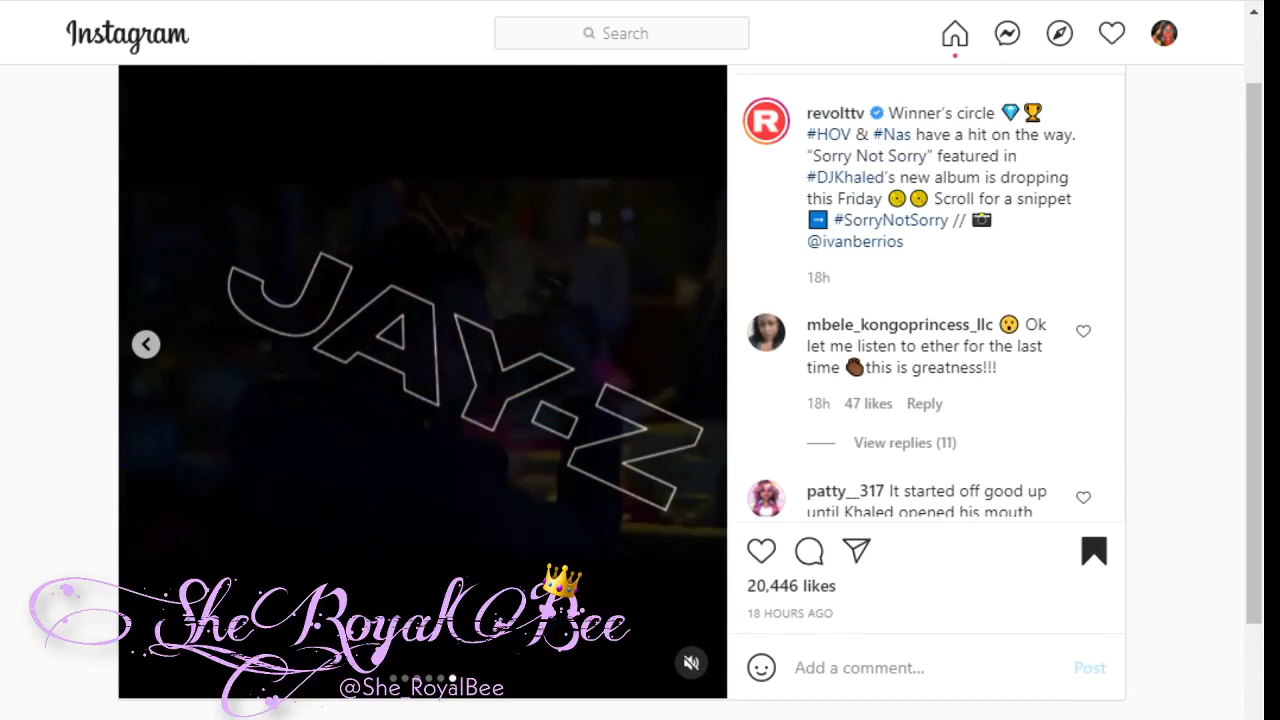 Instagram
Search
JAY-Z
revolttv Winner's circle 💎🏆
#HOV & #Nas have a hit on the way.
“Sorry Not Sorry” featured in
#DJKhaled's new album is dropping
this Friday 📀📀 Scroll for a snippet
➡️ #SorryNotSorry // 📸
@ivanberrios
18h
mbele_kongoprincess_llc 😮 Ok
let me listen to ether for the last
time 👏🏿this is greatness!!!
18h 47 likes Reply
View replies (11)
patty__317 It started off good up
until Khaled opened his mouth
20,446 likes
18 HOURS AGO
Add a comment... Post
SheRoyalBee
@She_RoyalBee